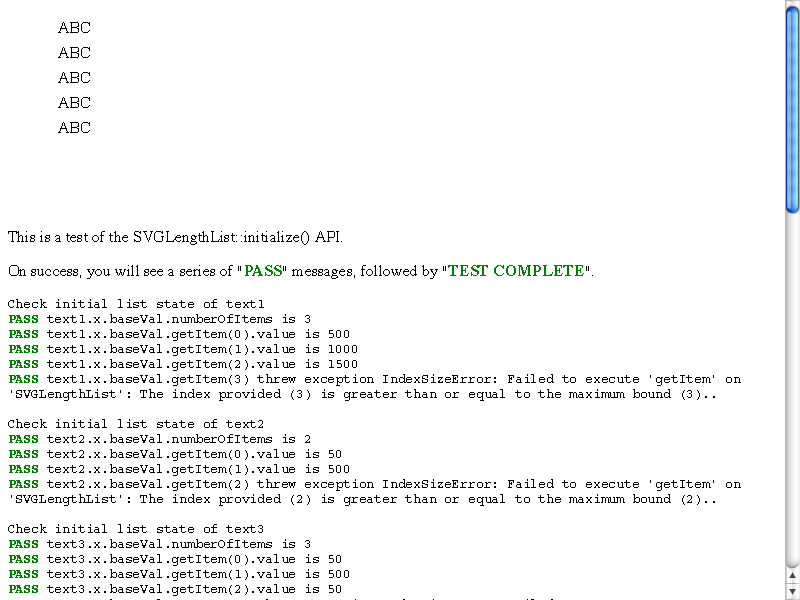 ABC
ABC
ABC
ABC
ABC
This is a test of the SVGLengthList::initialize() API.
On success, you will see a series of "PASS" messages, followed by "TEST COMPLETE".
Check initial list state of text1
PASS text1.x.baseVal.numberOfItems is 3
PASS text1.x.baseVal.getItem(0).value is 500
PASS text1.x.baseVal.getItem(1).value is 1000
PASS text1.x.baseVal.getItem(2).value is 1500
PASS text1.x.baseVal.getItem(3) threw exception IndexSizeError: Failed to execute 'getItem' on
'SVGLengthList': The index provided (3) is greater than or equal to the maximum bound (3)..
Check initial list state of text2
PASS text2.x.baseVal.numberOfItems is 2
PASS text2.x.baseVal.getItem(0).value is 50
PASS text2.x.baseVal.getItem(1).value is 500
PASS text2.x.baseVal.getItem(2) threw exception IndexSizeError: Failed to execute 'getItem' on
'SVGLengthList': The index provided (2) is greater than or equal to the maximum bound (2)..
Check initial list state of text3
PASS text3.x.baseVal.numberOfItems is 3
PASS text3.x.baseVal.getItem(0).value is 50
PASS text3.x.baseVal.getItem(1).value is 500
PASS text3.x.baseVal.getItem(2).value is 50